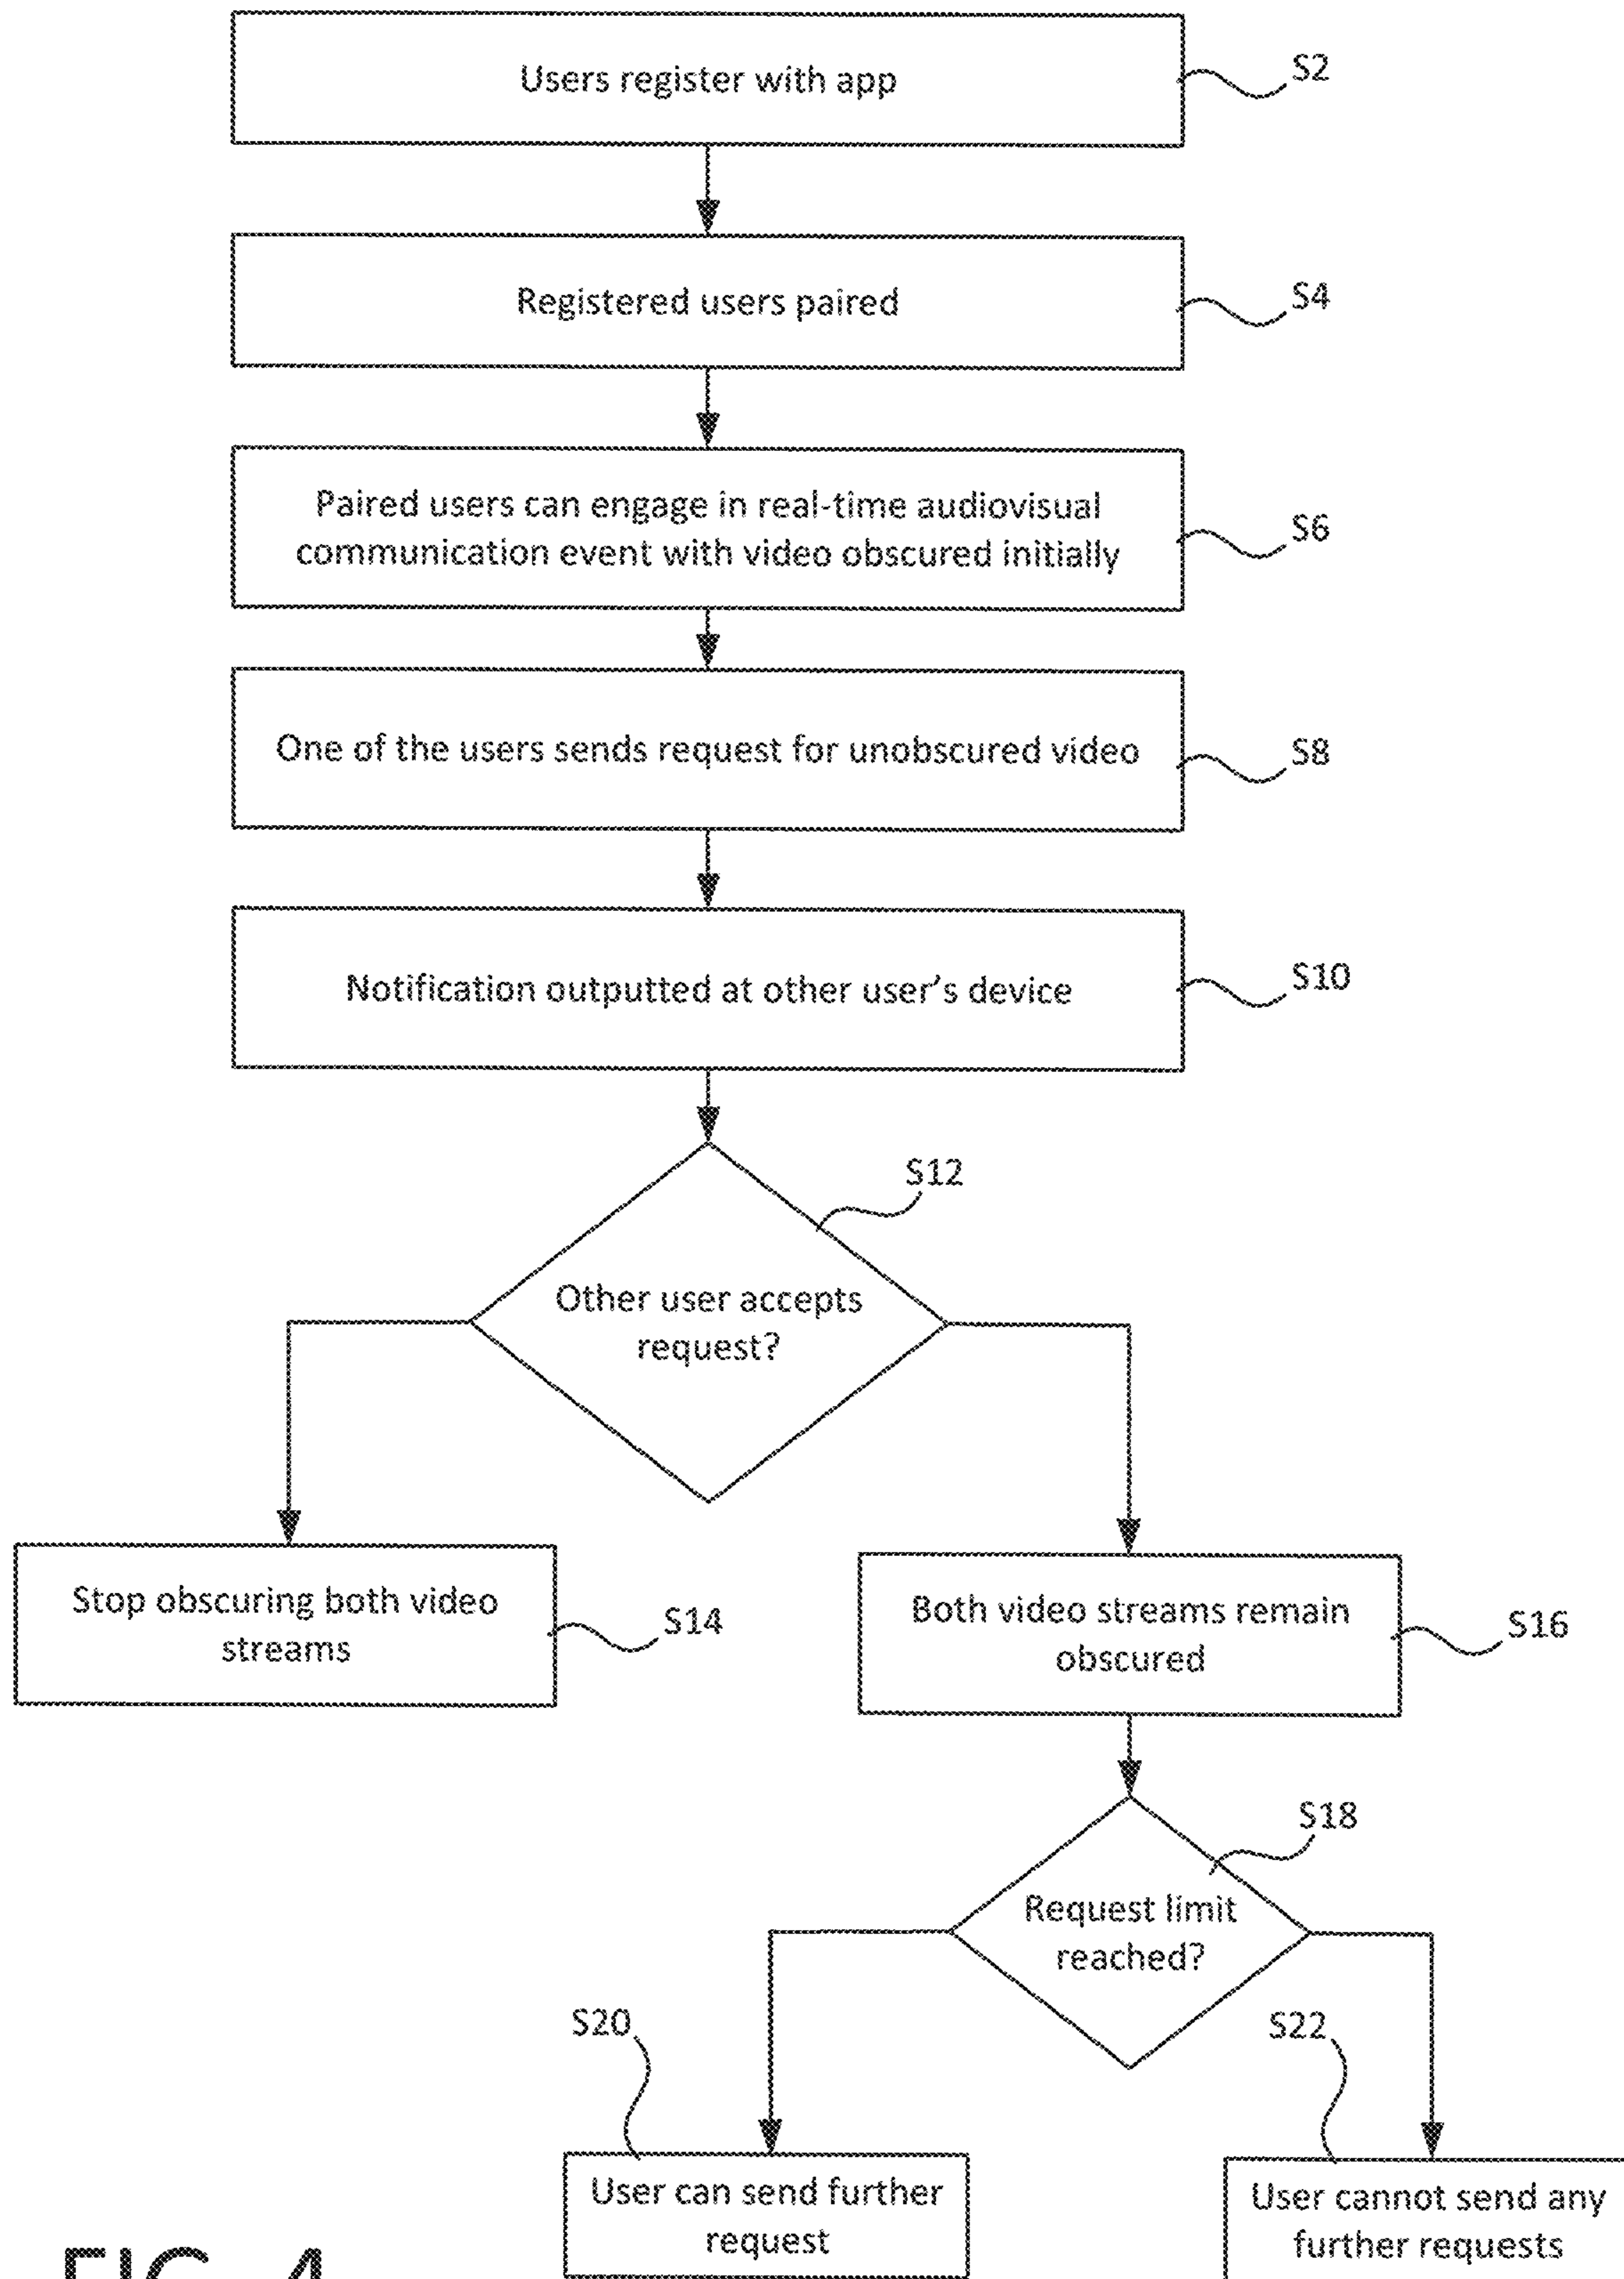 Users register with app
S2
Registered users paired
S4
Paired users can engage in real-time audiovisual
communication event with video obscured initially
S6
One of the users sends request for unobscured video
S8
Notification outputted at other user's device
S10
S12
Other user accepts
request?
Stop obscuring both video
streams
S14
Both video streams remain
obscured
S16
S18
Request limit
reached?
S20
S22
User can send further
request
User cannot send any
further requests
FIG. 4